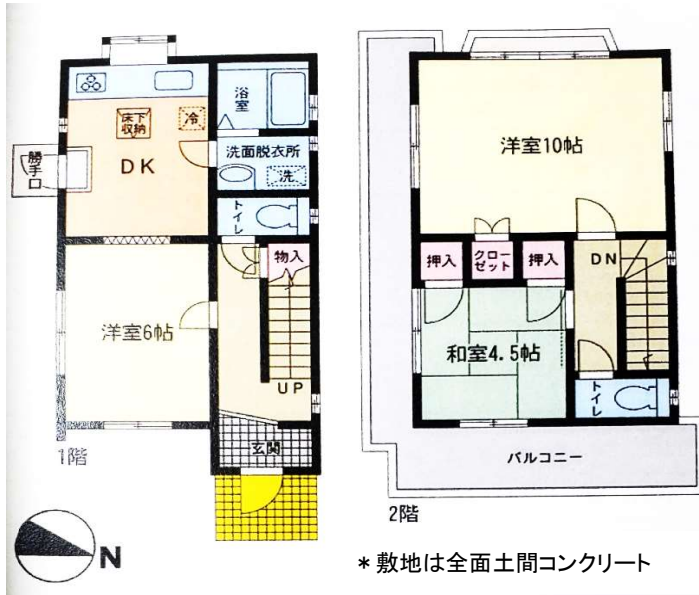 浴室
床下
収納
冷
洗面脱衣所
洗
DK
勝手口
トイレ
物入
洋室6帖
UP
玄関
1階
N
洋室10帖
押入
クロー
ゼット
押入
DN
和室4.5帖
トイレ
バルコニー
2階
*敷地は全面土間コンクリート